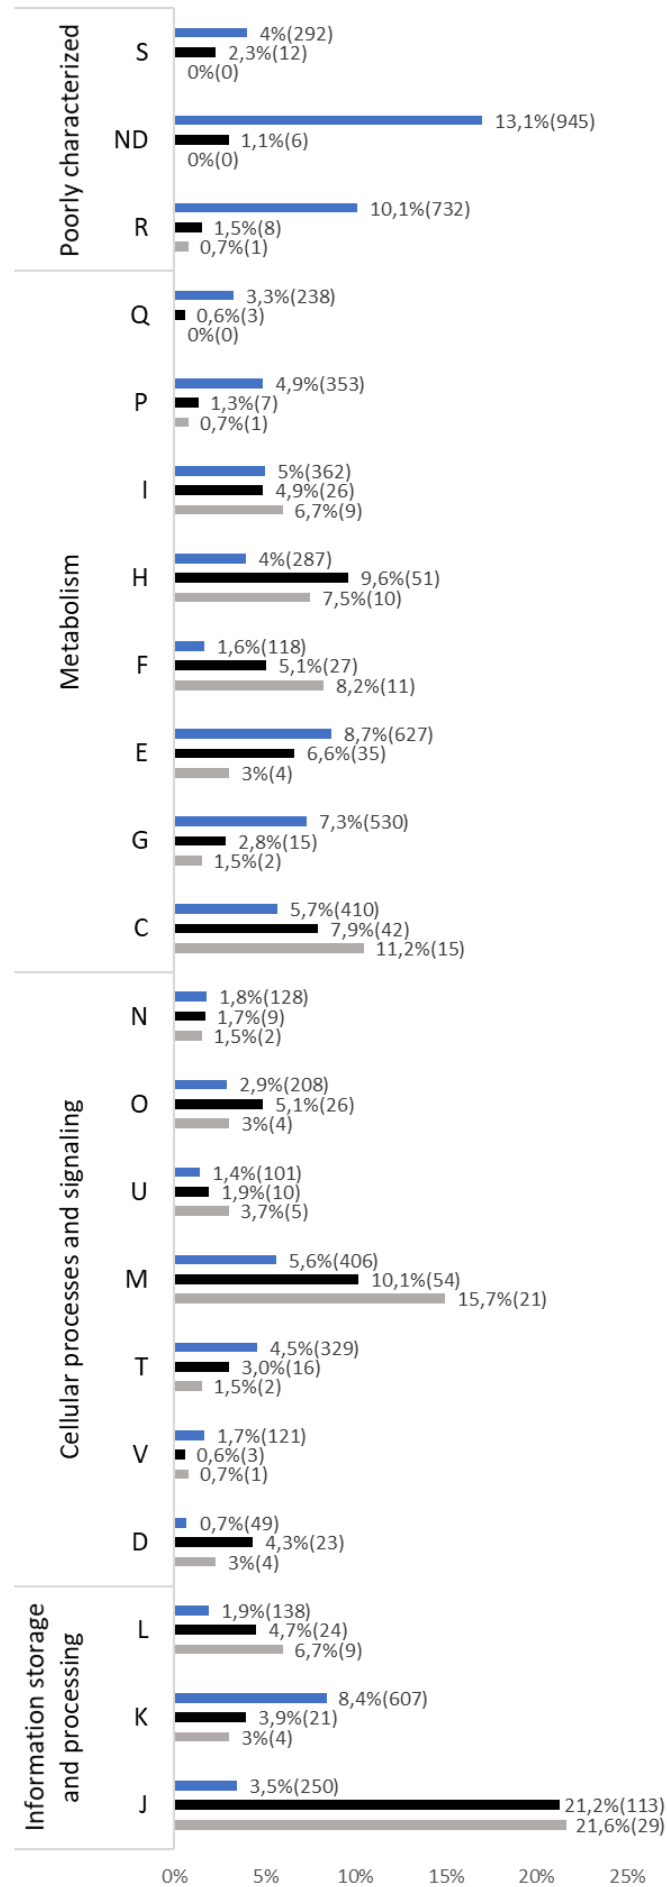 Poorly characterized
S
4%(292)
2,3%(12)
0%(0)
ND
13,1%(945)
1,1%(6)
0%(0)
R
10,1%(732)
1,5%(8)
0,7%(1)
Metabolism
Q
3,3%(238)
0,6%(3)
0%(0)
P
4,9%(353)
1,3%(7)
0,7%(1)
I
5%(362)
4,9%(26)
6,7%(9)
H
4%(287)
9,6%(51)
7,5%(10)
F
1,6%(118)
5,1%(27)
8,2%(11)
E
8,7%(627)
6,6%(35)
3%(4)
G
7,3%(530)
2,8%(15)
1,5%(2)
C
5,7%(410)
7,9%(42)
11,2%(15)
Cellular processes and signaling
N
1,8%(128)
1,7%(9)
1,5%(2)
O
2,9%(208)
5,1%(26)
3%(4)
U
1,4%(101)
1,9%(10)
3,7%(5)
M
5,6%(406)
10,1%(54)
15,7%(21)
T
4,5%(329)
3,0%(16)
1,5%(2)
V
1,7%(121)
0,6%(3)
0,7%(1)
D
0,7%(49)
4,3%(23)
3%(4)
Information storage
and processing
L
1,9%(138)
4,7%(24)
6,7%(9)
K
8,4%(607)
3,9%(21)
3%(4)
J
3,5%(250)
21,2%(113)
21,6%(29)
0% 5% 10% 15% 20% 25%